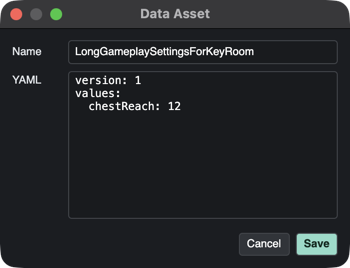 Data Asset
Name
LongGameplaySettingsForKeyRoom
YAML
version: 1
values:
  chestReach: 12
Cancel
Save